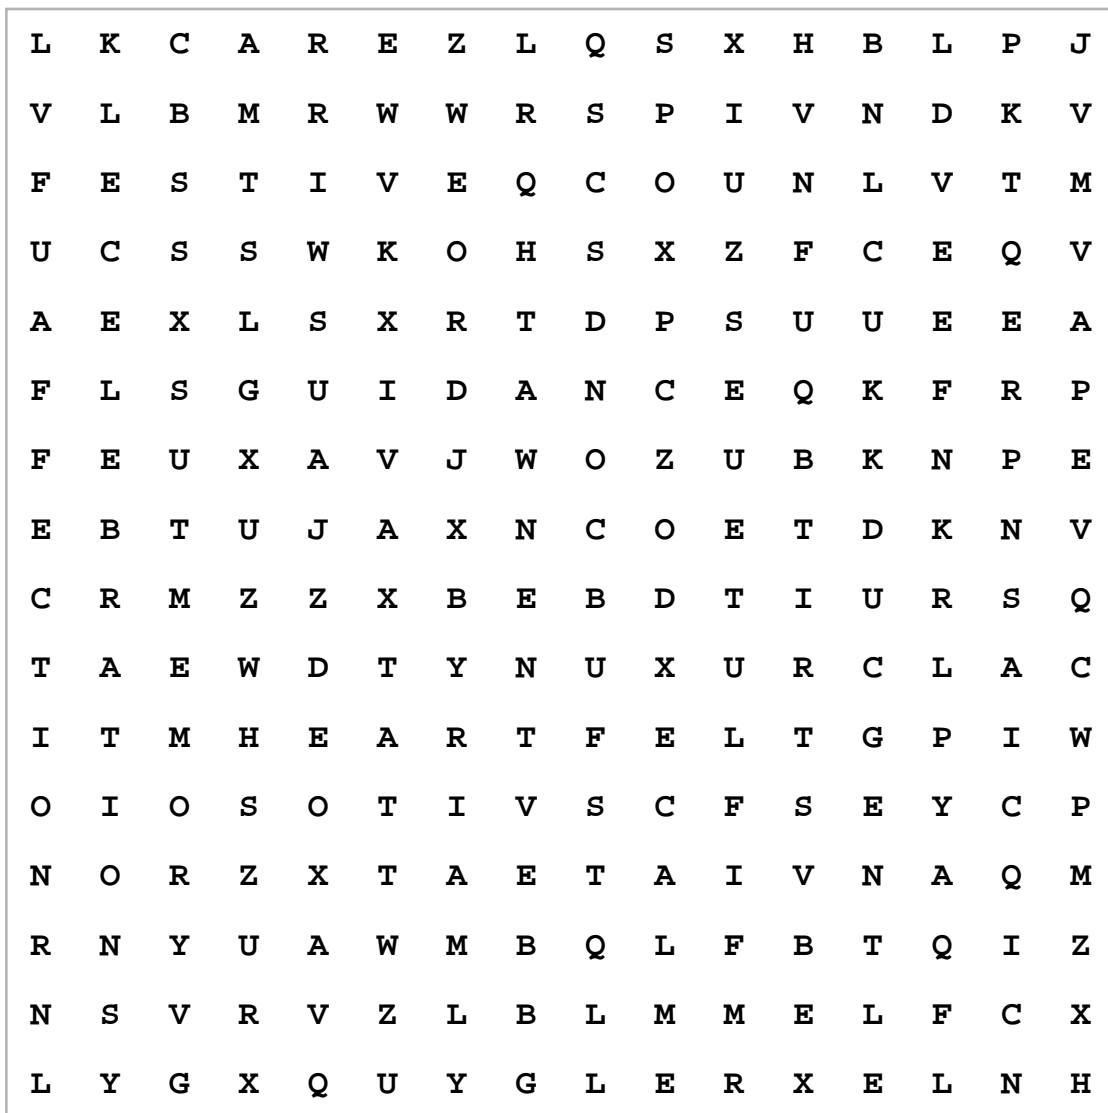 L K C A R E Z L Q S X H B L P J
V L B M R W W R S P I V N D K V
F E S T I V E Q C O U N L V T M
U C S S W K O H S X Z F C E Q V
A E X L S X R T D P S U U E E A
F L S G U I D A N C E Q K F R P
F E U X A V J W O Z U B K N P E
E B T U J A X N C O E T D K N V
C R M Z Z X B E B D T I U R S Q
T A E W D T Y N U X U R C L A C
I T M H E A R T F E L T G P I W
O I O S O T I V S C F S E Y C P
N O R Z X T A E T A I V N A Q M
R N Y U A W M B Q L F B T Q I Z
N S V R V Z L B L M M E L F C X
L Y G X Q U Y G L E R X E L N H